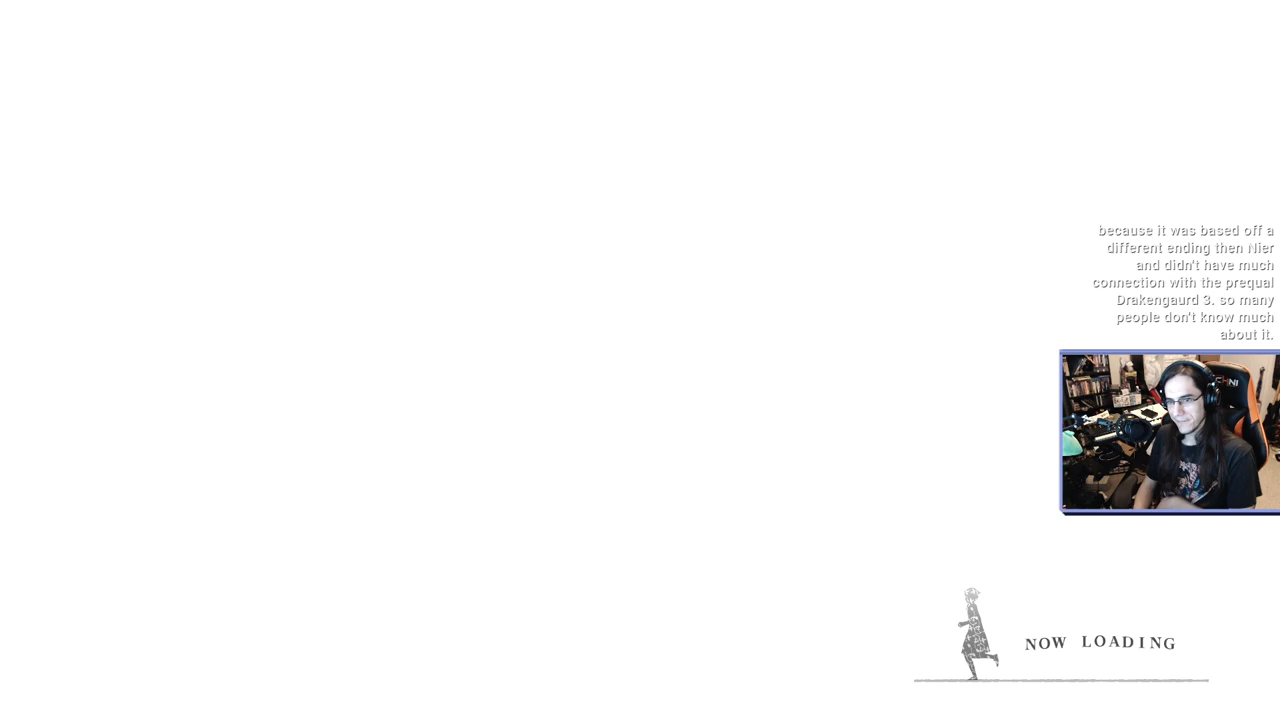 because it was based off a
different ending then Nier
and didn't have much
connection with the prequal
Drakengaurd 3. so many
people don't know much
about it.
NOW LOADING